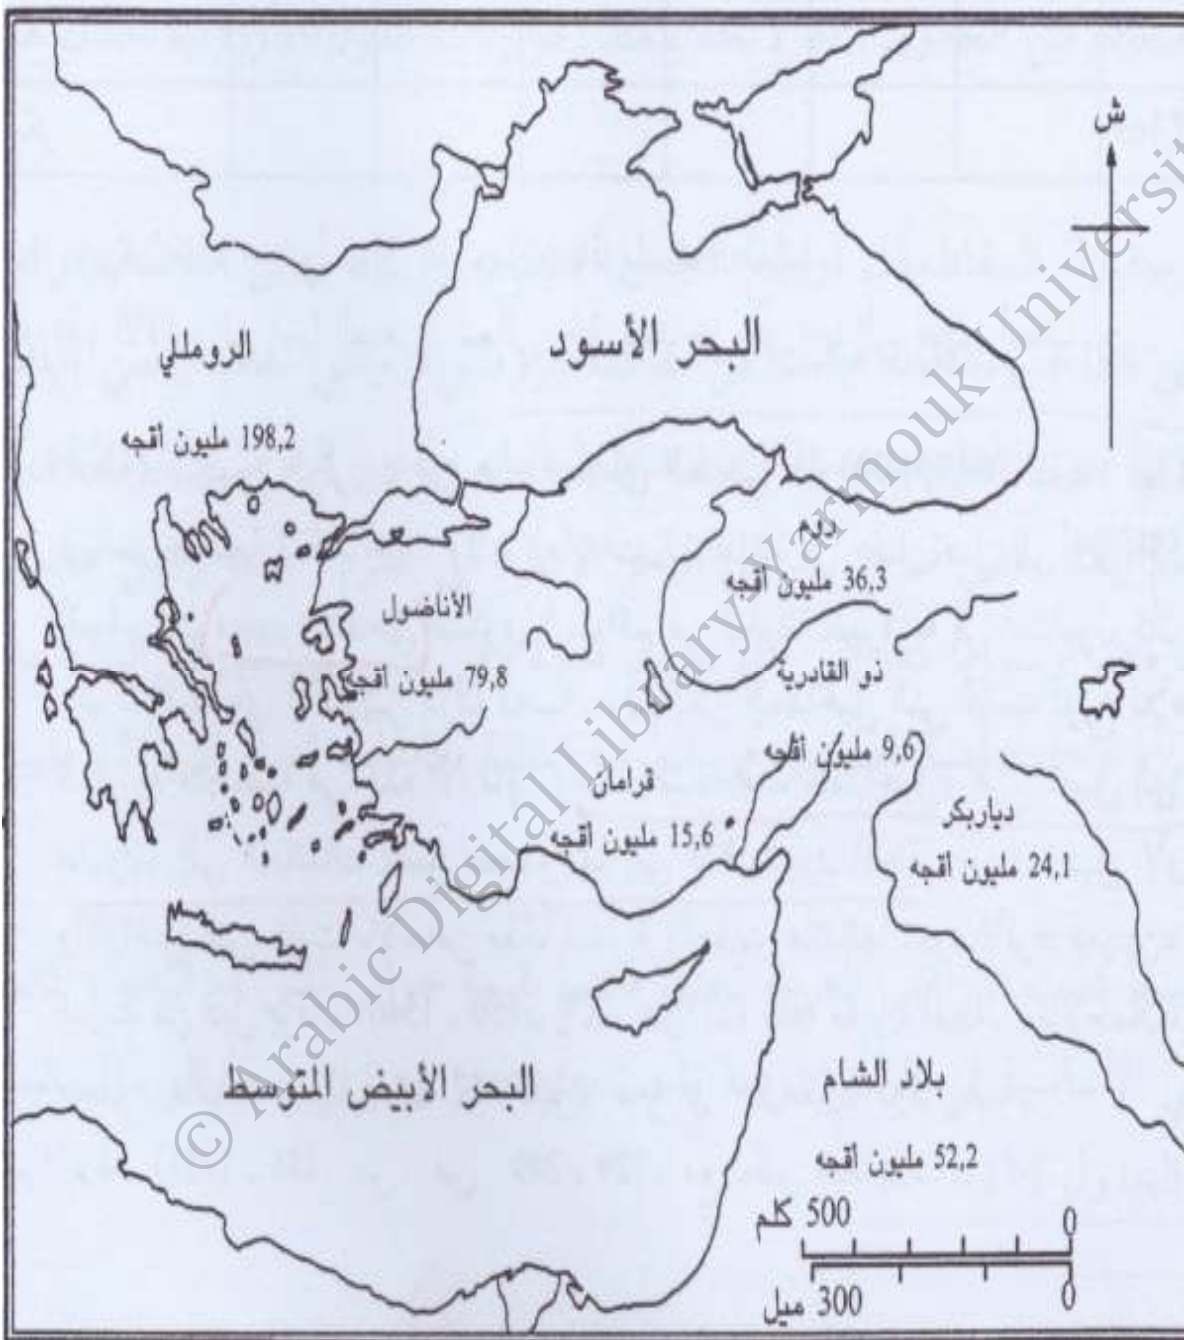 ش
البحر الأسود
الروملي
198,2 مليون أقجه
روم
36,3 مليون أقجه
الأناضول
79,8 مليون أقجه
ذو القادرية
9,6 مليون أقجه
قرامان
15,6 مليون أقجه
دياربكر
24,1 مليون أقجه
البحر الأبيض المتوسط
بلاد الشام
52,2 مليون أقجه
500 كلم
0
300 ميل
0
© Arabic Digital Library-Yarmouk Universit